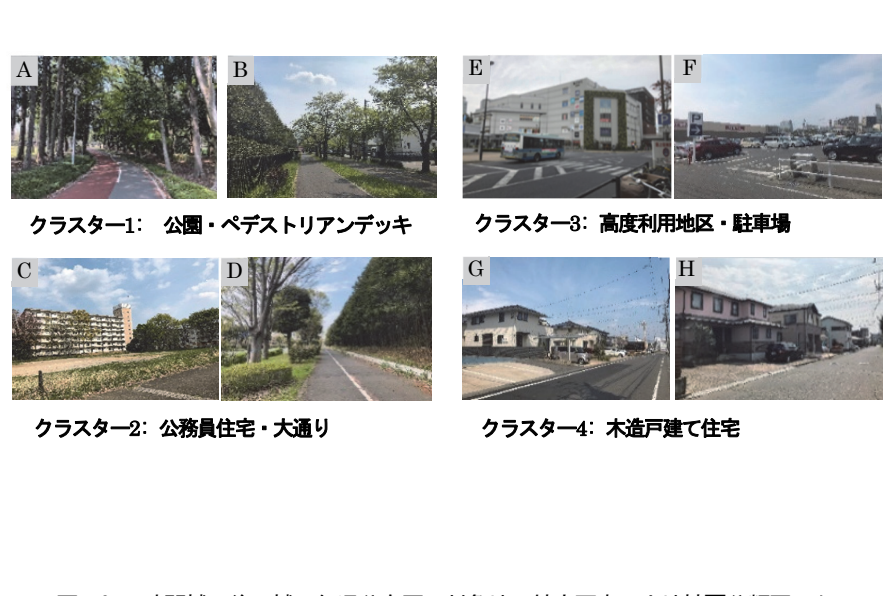 A
B
E
F
クラスター1: 公園・ペデストリアンデッキ
クラスター3: 高度利用地区・駐車場
C
D
G
H
クラスター2: 公務員住宅・大通り
クラスター4: 木造戸建て住宅